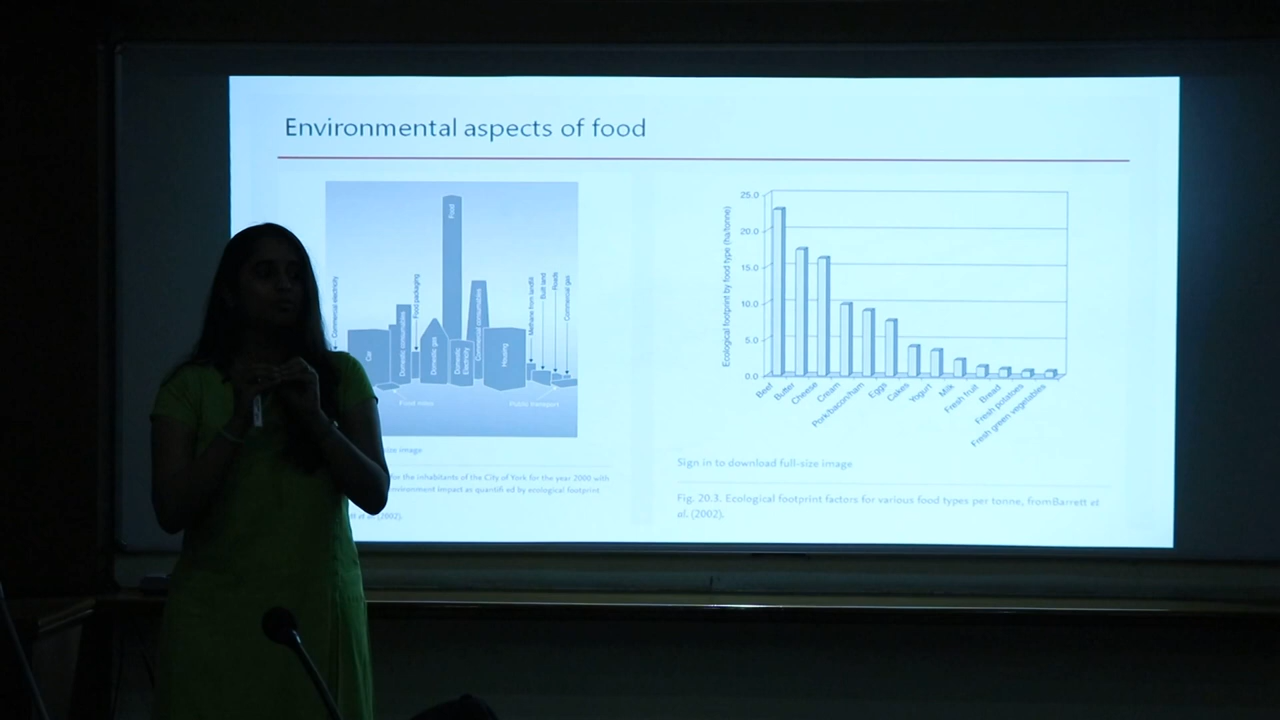 Environmental aspects of food
Commercial electricity
Car
Domestic consumables
Food packaging
Domestic gas
Food
Domestic
Electricity
Commercial consumables
Housing
Methane from landfill
Built land
Roads
Commercial gas
Food miles
Public transport
size image
for the inhabitants of the City of York for the year 2000 with
environment impact as quantifi ed by ecological footprint
al. (2002).
Ecological footprint by food type (ha/tonne)
25.0
20.0
15.0
10.0
5.0
0.0
Beef
Butter
Cheese
Cream
Pork/bacon/ham
Eggs
Cakes
Yogurt
Milk
Fresh fruit
Bread
Fresh potatoes
Fresh green vegetables
Sign in to download full-size image
Fig. 20.3. Ecological footprint factors for various food types per tonne, fromBarrett et
al. (2002).